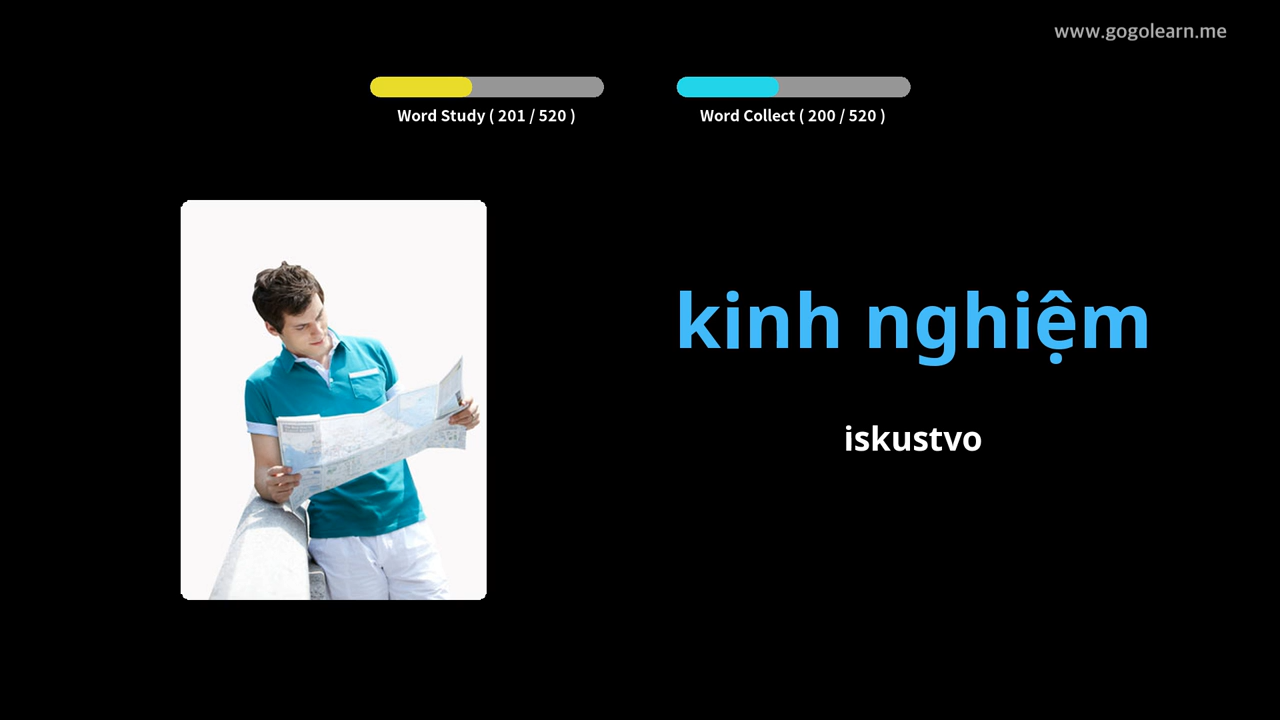 www.gogolearn.me
Word Study ( 201 / 520 )
Word Collect ( 200 / 520 )
kinh nghiệm
iskustvo